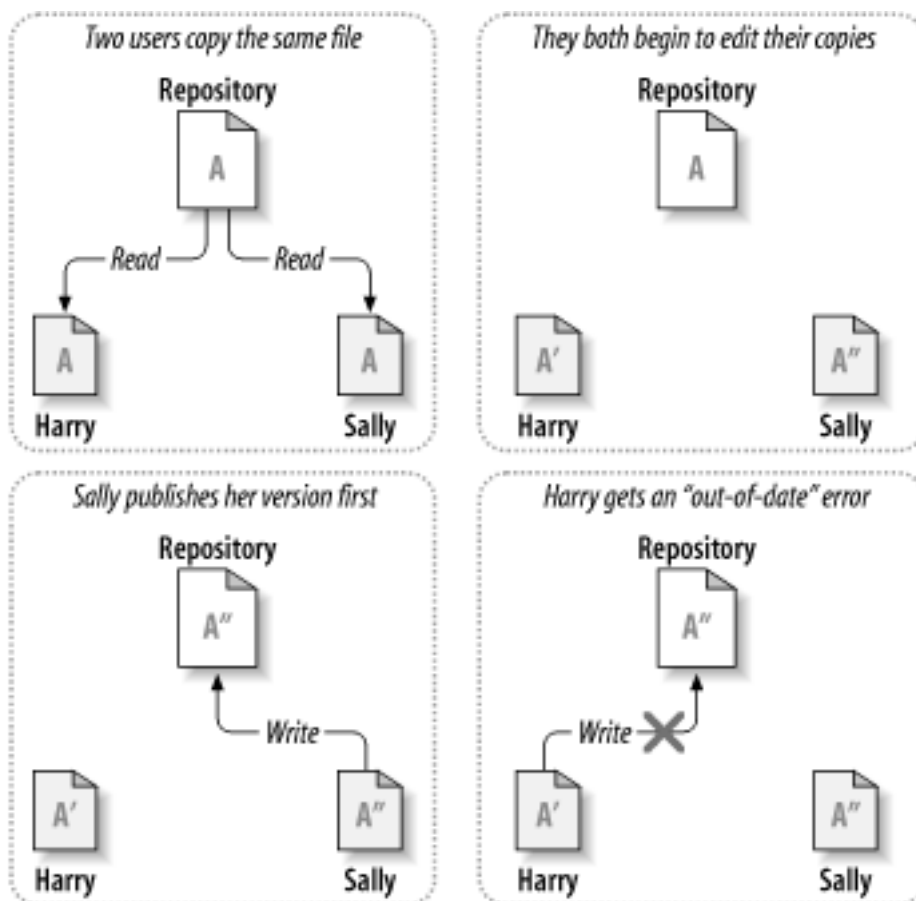 Two users copy the same file
Repository
A
Read
Read
A
A
Harry
Sally
They both begin to edit their copies
Repository
A
A′
A″
Harry
Sally
Sally publishes her version first
Repository
A″
Write
A′
A″
Harry
Sally
Harry gets an “out-of-date” error
Repository
A″
Write
A′
A″
Harry
Sally